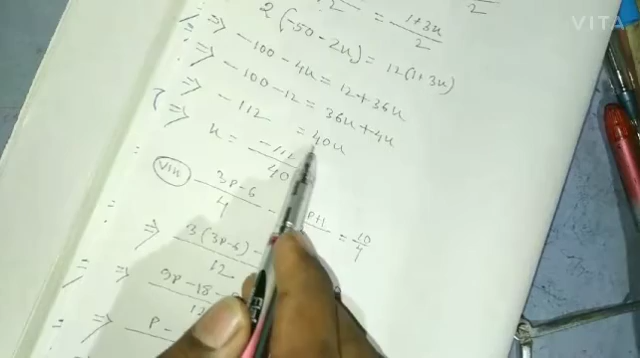 VITA
= 1+3u/2
2(-50-2u) = 12(1+3u)
⇒ -100-4u = 12+36u
⇒ -100-12 = 36u+4u
⇒ -112 = 40u
⇒ u = -112/40
(viii) 3p-6/4 - p+1/ = 10/4
⇒ 3(3p-6)-/12
⇒ 9p-18-
⇒ p-